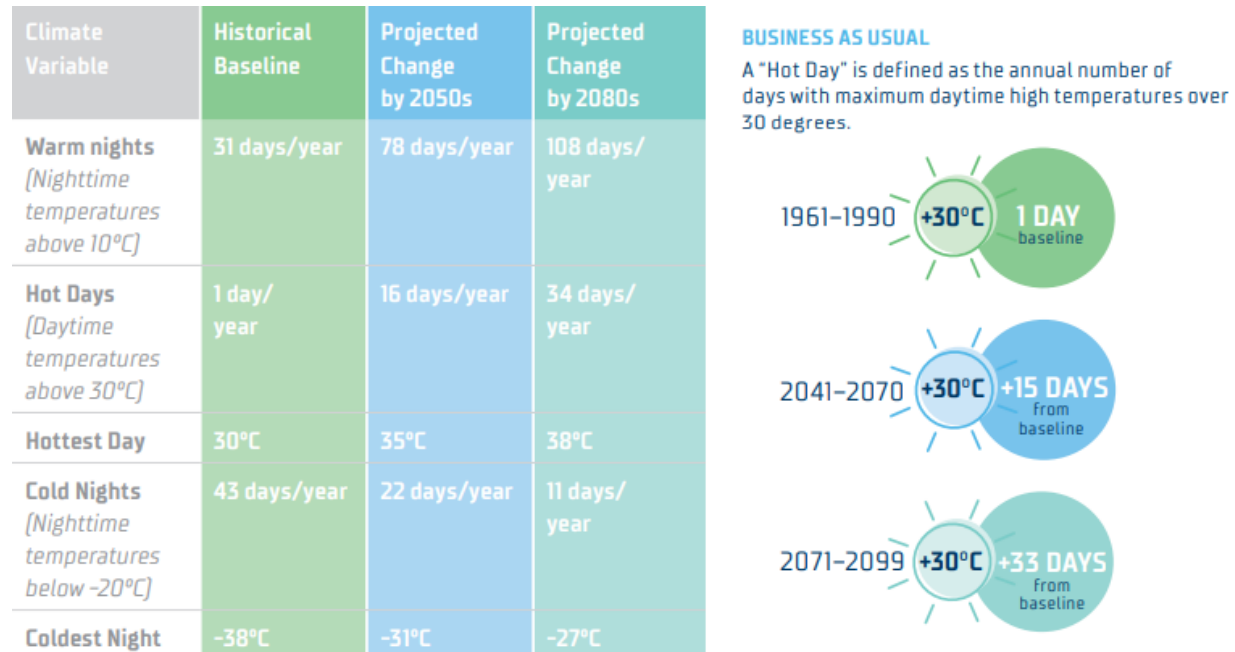 Climate
Variable
Historical
Baseline
Projected
Change
by 2050s
Projected
Change
by 2080s
Warm nights
(Nighttime
temperatures
above 10°C)
31 days/year
78 days/year
108 days/
year
Hot Days
(Daytime
temperatures
above 30°C)
1 day/
year
16 days/year
34 days/
year
Hottest Day
30°C
35°C
38°C
Cold Nights
(Nighttime
temperatures
below -20°C)
43 days/year
22 days/year
11 days/
year
Coldest Night
-38°C
-31°C
-27°C
BUSINESS AS USUAL
A "Hot Day" is defined as the annual number of
days with maximum daytime high temperatures over
30 degrees.
1961–1990
+30°C
1 DAY
baseline
2041–2070
+30°C
+15 DAYS
from
baseline
2071–2099
+30°C
+33 DAYS
from
baseline